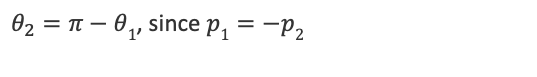 θ₂ = π − θ₁, since p₁ = −p₂